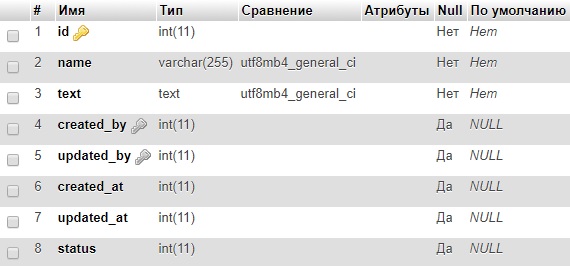 # Имя Тип Сравнение Атрибуты Null По умолчанию
1 id int(11) Нет Нет
2 name varchar(255) utf8mb4_general_ci Нет Нет
3 text text utf8mb4_general_ci Нет Нет
4 created_by int(11) Да NULL
5 updated_by int(11) Да NULL
6 created_at int(11) Да NULL
7 updated_at int(11) Да NULL
8 status int(11) Да NULL